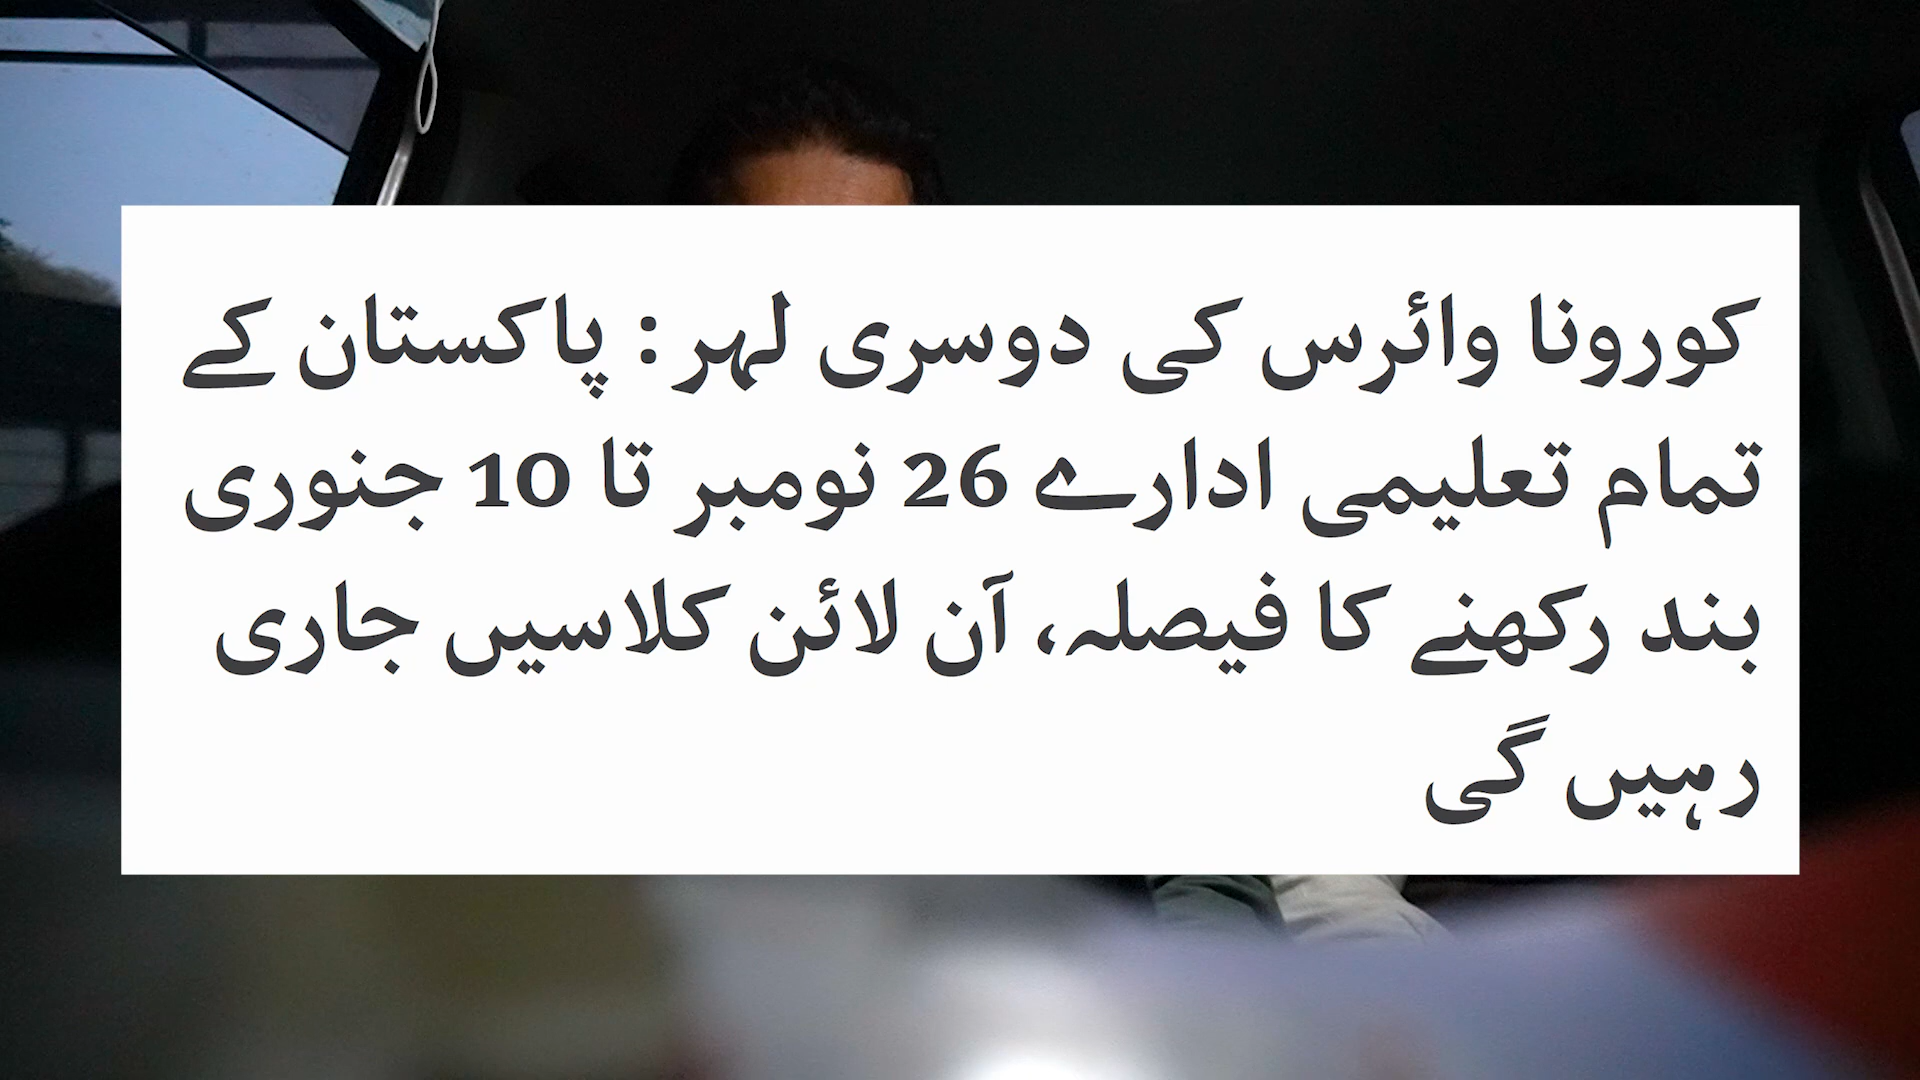 کورونا وائرس کی دوسری لہر: پاکستان کے
تمام تعلیمی ادارے 26 نومبر تا 10 جنوری
بند رکھنے کا فیصلہ، آن لائن کلاسیں جاری
رہیں گی